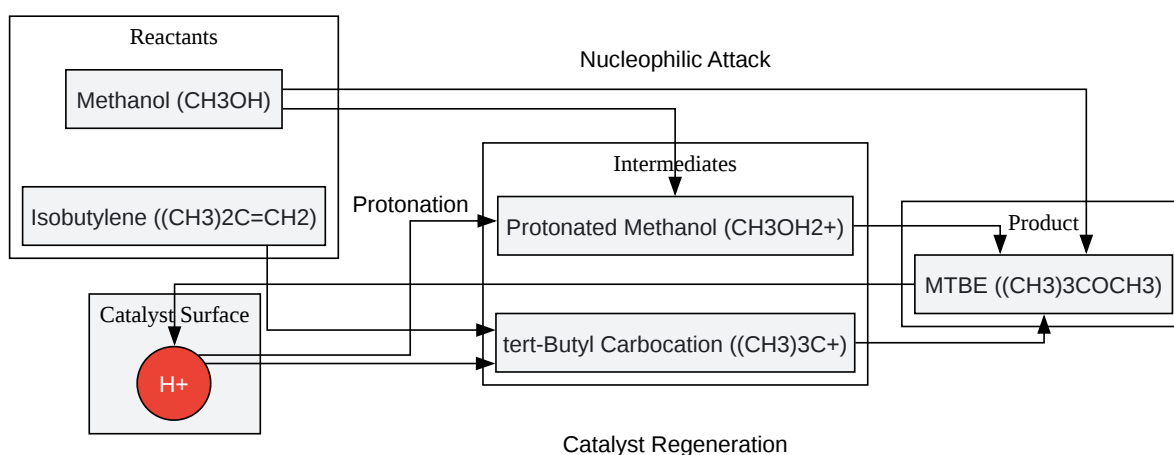 Reactants
Methanol (CH3OH)
Isobutylene ((CH3)2C=CH2)
Nucleophilic Attack
Protonation
Intermediates
Protonated Methanol (CH3OH2+)
tert-Butyl Carbocation ((CH3)3C+)
Product
MTBE ((CH3)3COCH3)
Catalyst Surface
H+
Catalyst Regeneration